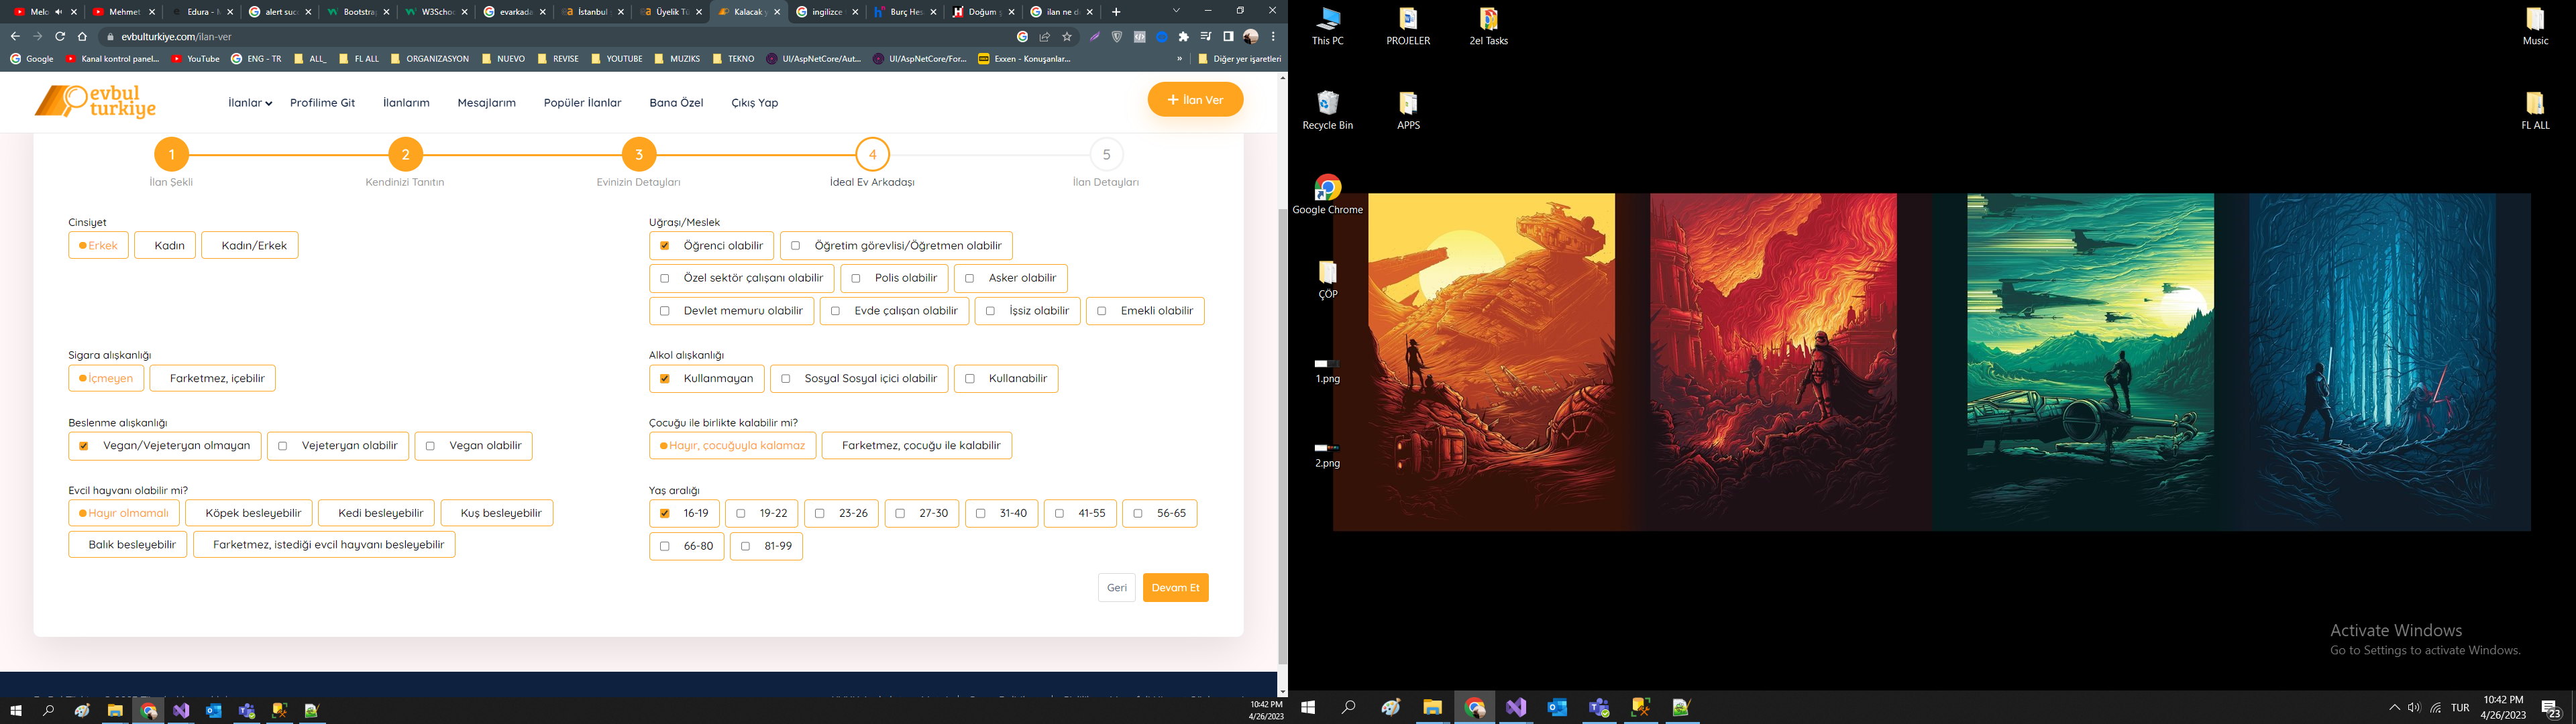 Melo
Mehmet
Edura - M
alert suc
Bootstra
W3Schoo
evarkada
İstanbul
Üyelik Tü
Kalacak y
ingilizce
Burç Hes
Doğum g
ilan ne d
evbulturkiye.com/ilan-ver
Google
Kanal kontrol panel...
YouTube
ENG - TR
ALL_
FL ALL
ORGANIZASYON
NUEVO
REVISE
YOUTUBE
MUZIKS
TEKNO
UI/AspNetCore/Aut...
UI/AspNetCore/For...
Exxen - Konuşanlar...
»
Diğer yer işaretleri
evbul
turkiye
İlanlar
Profilime Git
İlanlarım
Mesajlarım
Popüler İlanlar
Bana Özel
Çıkış Yap
+ İlan Ver
1
2
3
4
5
İlan Şekli
Kendinizi Tanıtın
Evinizin Detayları
İdeal Ev Arkadaşı
İlan Detayları
Cinsiyet
Erkek
Kadın
Kadın/Erkek
Uğraşı/Meslek
Öğrenci olabilir
Öğretim görevlisi/Öğretmen olabilir
Özel sektör çalışanı olabilir
Polis olabilir
Asker olabilir
Devlet memuru olabilir
Evde çalışan olabilir
İşsiz olabilir
Emekli olabilir
Sigara alışkanlığı
İçmeyen
Farketmez, içebilir
Alkol alışkanlığı
Kullanmayan
Sosyal Sosyal içici olabilir
Kullanabilir
Beslenme alışkanlığı
Vegan/Vejeteryan olmayan
Vejeteryan olabilir
Vegan olabilir
Çocuğu ile birlikte kalabilir mi?
Hayır, çocuğuyla kalamaz
Farketmez, çocuğu ile kalabilir
Evcil hayvanı olabilir mi?
Hayır olmamalı
Köpek besleyebilir
Kedi besleyebilir
Kuş besleyebilir
Balık besleyebilir
Farketmez, istediği evcil hayvanı besleyebilir
Yaş aralığı
16-19
19-22
23-26
27-30
31-40
41-55
56-65
66-80
81-99
Geri
Devam Et
10:42 PM
4/26/2023
This PC
PROJELER
2el Tasks
Music
Recycle Bin
APPS
FL ALL
Google Chrome
ÇÖP
1.png
2.png
Activate Windows
Go to Settings to activate Windows.
TUR
10:42 PM
4/26/2023
23